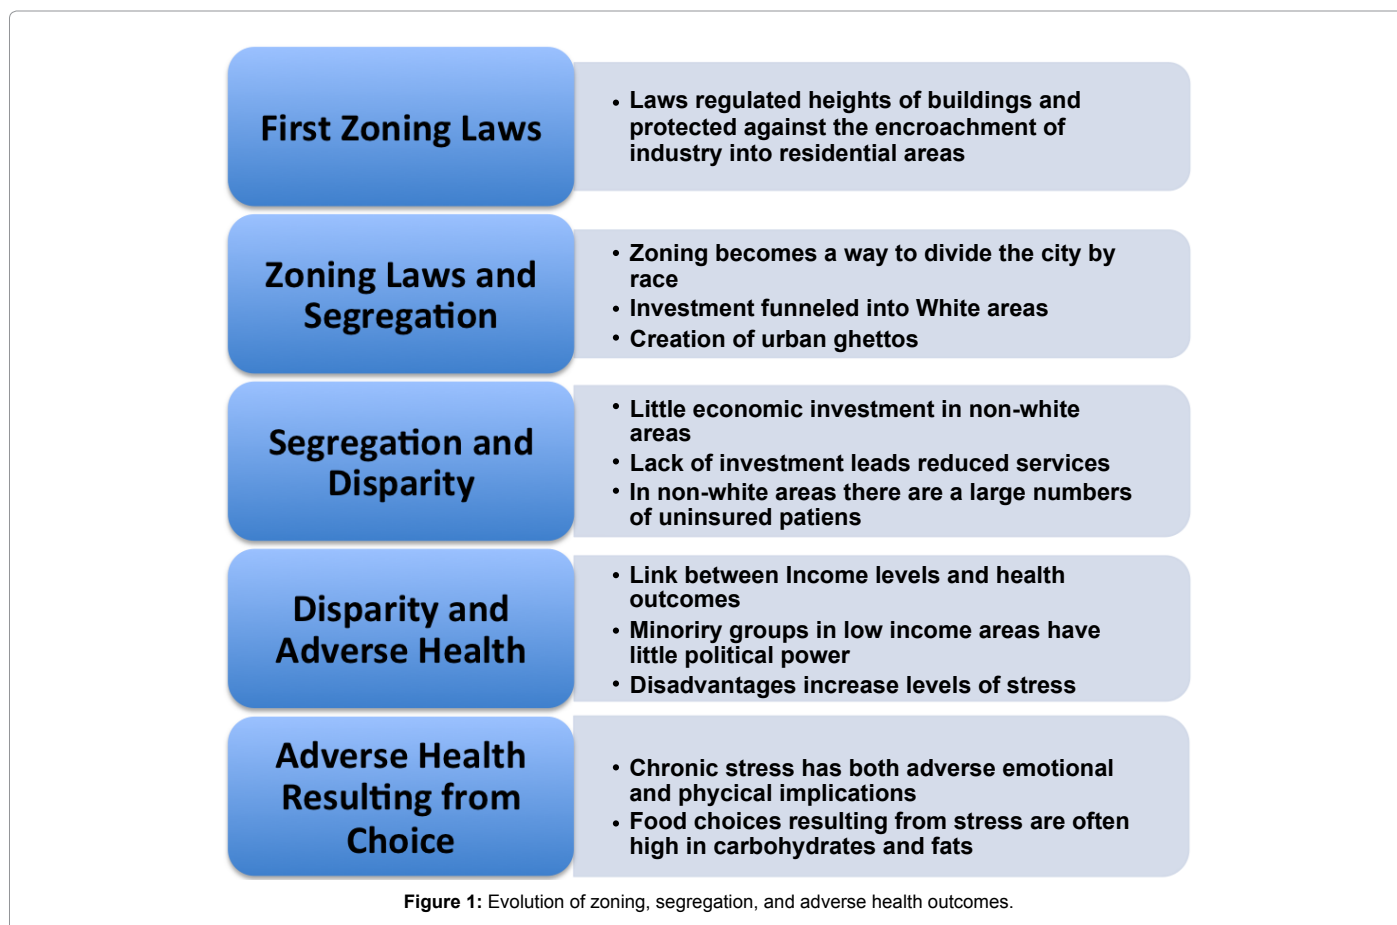 First Zoning Laws
• Laws regulated heights of buildings and
protected against the encroachment of
industry into residential areas
Zoning Laws and
Segregation
• Zoning becomes a way to divide the city by
race
• Investment funneled into White areas
• Creation of urban ghettos
Segregation and
Disparity
• Little economic investment in non-white
areas
• Lack of investment leads reduced services
• In non-white areas there are a large numbers
of uninsured patiens
Disparity and
Adverse Health
• Link between Income levels and health
outcomes
• Minoriry groups in low income areas have
little political power
• Disadvantages increase levels of stress
Adverse Health
Resulting from
Choice
• Chronic stress has both adverse emotional
and phycical implications
• Food choices resulting from stress are often
high in carbohydrates and fats
Figure 1: Evolution of zoning, segregation, and adverse health outcomes.